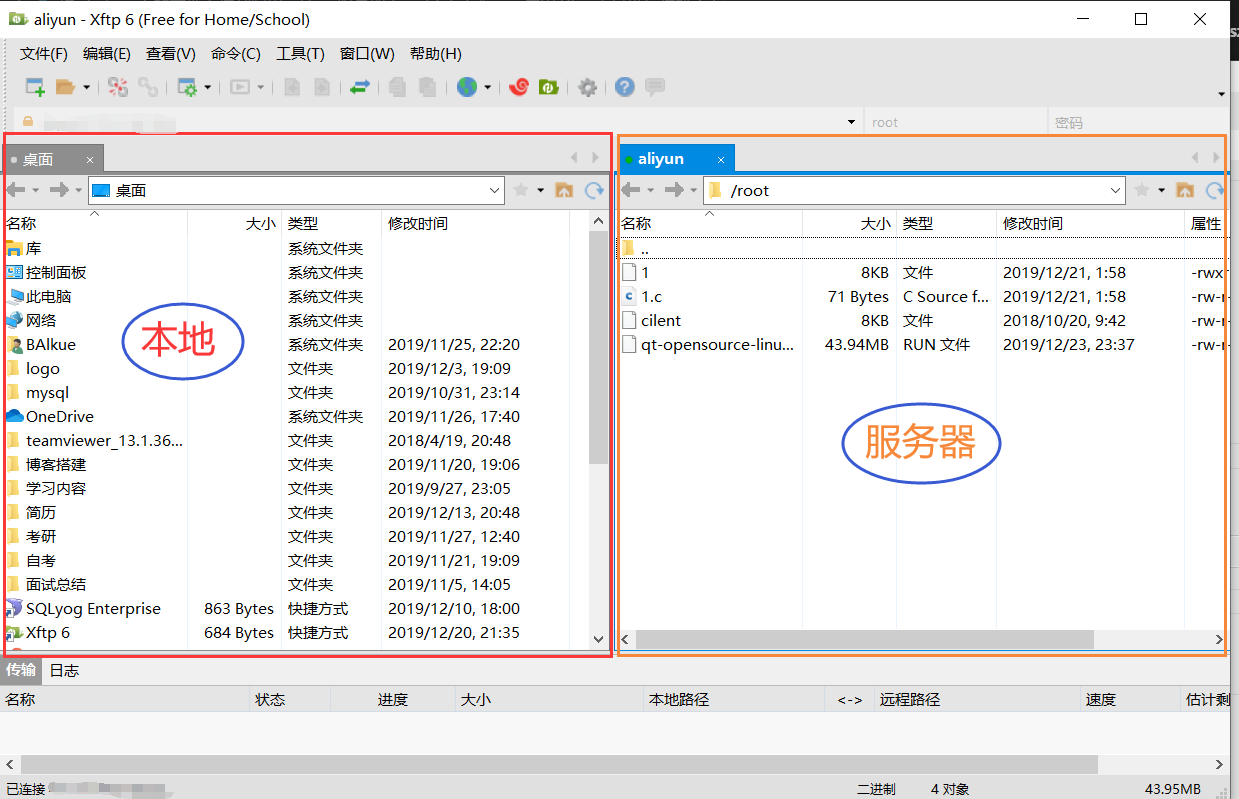 aliyun - Xftp 6 (Free for Home/School)
文件(F) 编辑(E) 查看(V) 命令(C) 工具(T) 窗口(W) 帮助(H)
root 密码
桌面 ×
桌面
名称 大小 类型 修改时间
库 系统文件夹
控制面板 系统文件夹
此电脑 系统文件夹
网络 系统文件夹
BAlkue 系统文件夹 2019/11/25, 22:20
logo 文件夹 2019/12/3, 19:09
mysql 文件夹 2019/10/31, 23:14
OneDrive 系统文件夹 2019/11/26, 17:40
teamviewer_13.1.36... 文件夹 2018/4/19, 20:48
博客搭建 文件夹 2019/11/20, 19:06
学习内容 文件夹 2019/9/27, 23:05
简历 文件夹 2019/12/13, 20:48
考研 文件夹 2019/11/27, 12:40
自考 文件夹 2019/11/21, 19:09
面试总结 文件夹 2019/11/5, 14:05
SQLyog Enterprise 863 Bytes 快捷方式 2019/12/10, 18:00
Xftp 6 684 Bytes 快捷方式 2019/12/20, 21:35
本地
aliyun ×
/root
名称 大小 类型 修改时间 属性
..
1 8KB 文件 2019/12/21, 1:58 -rwx
1.c 71 Bytes C Source f... 2019/12/21, 1:58 -rw-r
cilent 8KB 文件 2018/10/20, 9:42 -rw-r
qt-opensource-linu... 43.94MB RUN 文件 2019/12/23, 23:37 -rw-r
服务器
传输 日志
名称 状态 进度 大小 本地路径 <-> 远程路径 速度 估计剩
已连接 二进制 4 对象 43.95MB